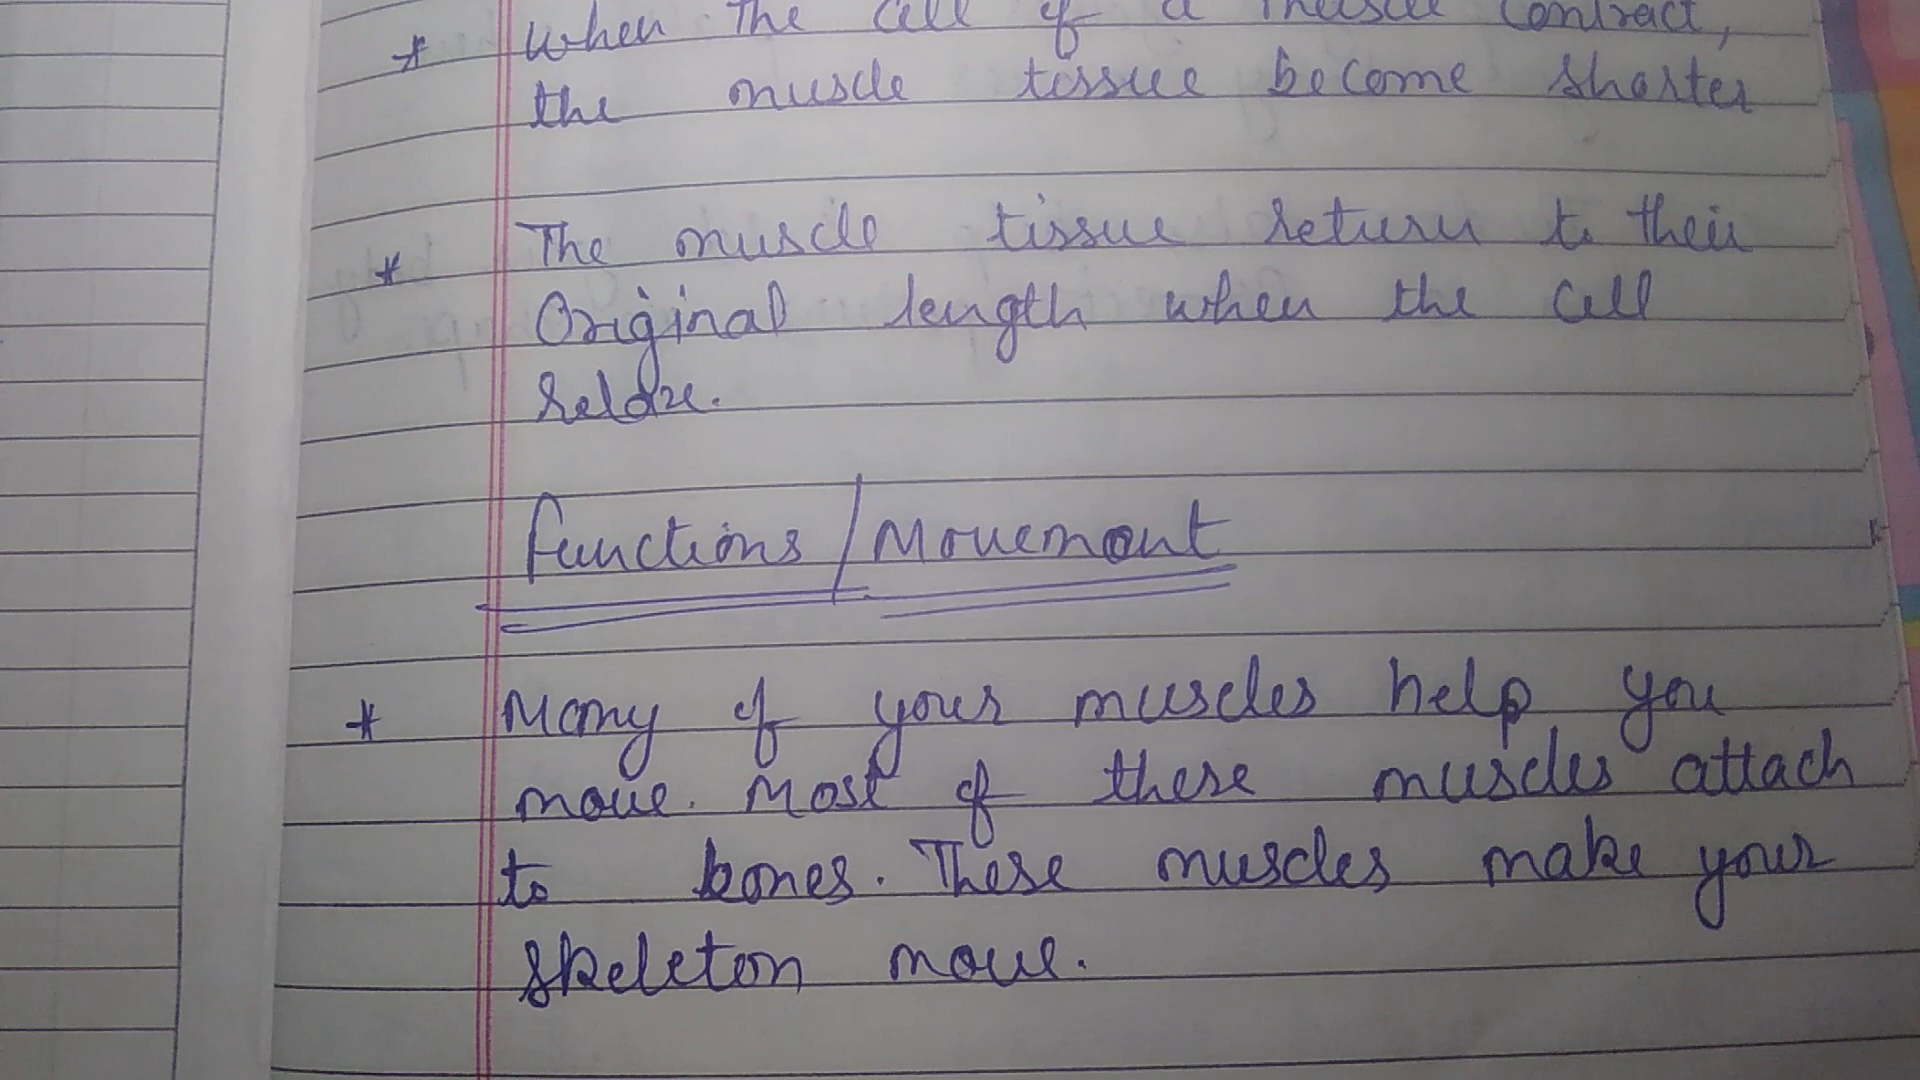 * When the cell of a muscle contract,
the muscle tissue become shorter
* The muscle tissue return to their
Original length when the cell
relax.
Functions / Movement
* Many of your muscles help you
move. Most of these muscles attach
to bones. These muscles make your
skeleton move.